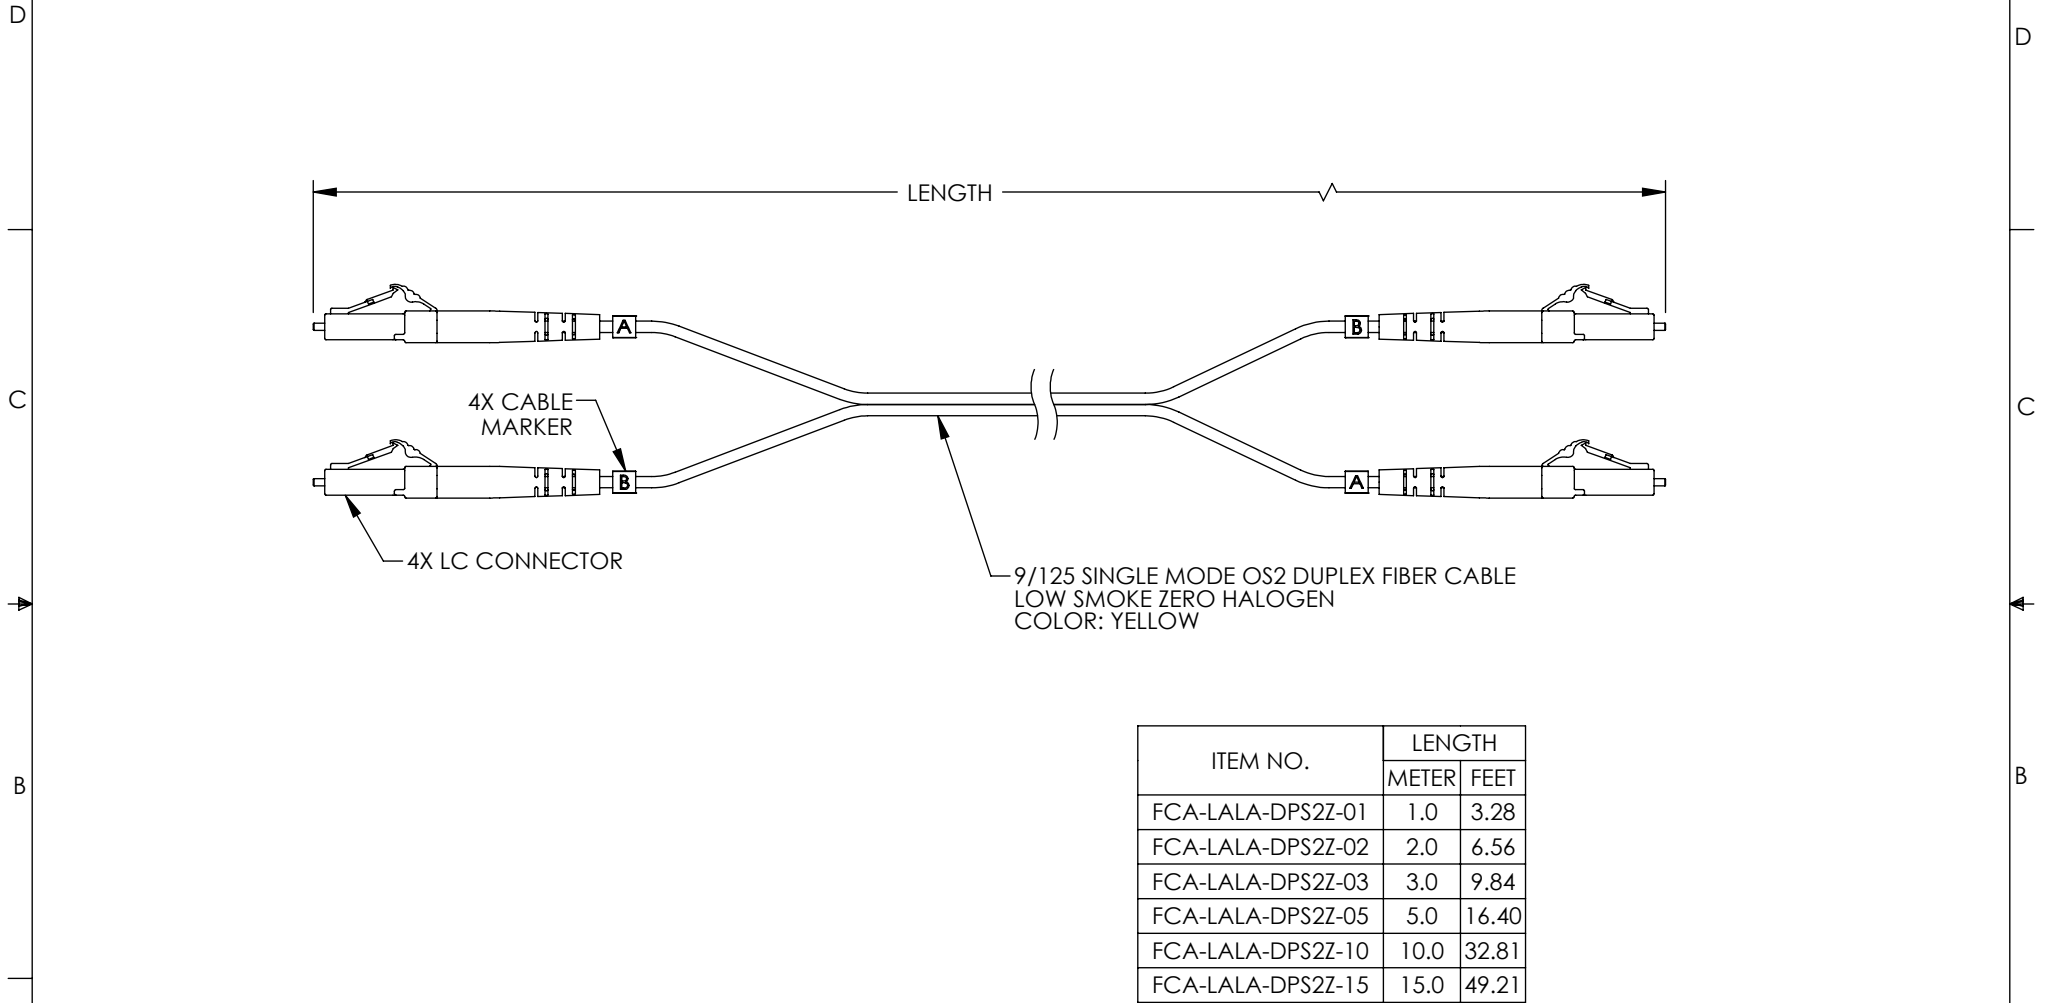 D
D
LENGTH
A
B
4X CABLE
MARKER
C
C
B
A
4X LC CONNECTOR
9/125 SINGLE MODE OS2 DUPLEX FIBER CABLE
LOW SMOKE ZERO HALOGEN
COLOR: YELLOW
B
B
ITEM NO. LENGTH
METER FEET
FCA-LALA-DPS2Z-01 1.0 3.28
FCA-LALA-DPS2Z-02 2.0 6.56
FCA-LALA-DPS2Z-03 3.0 9.84
FCA-LALA-DPS2Z-05 5.0 16.40
FCA-LALA-DPS2Z-10 10.0 32.81
FCA-LALA-DPS2Z-15 15.0 49.21